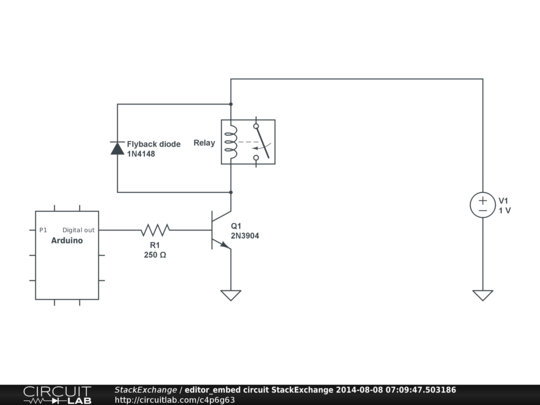 Flyback diode
1N4148
Relay
V1
1 V
P1 Digital out
Arduino
R1
250 Ω
Q1
2N3904
CIRCUIT
LAB
StackExchange / editor_embed circuit StackExchange 2014-08-08 07:09:47.503186
http://circuitlab.com/c4p6g63